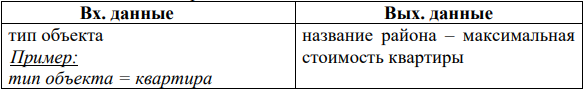 Вх. данные
Вых. данные
тип объекта
Пример:
тип объекта = квартира
название района – максимальная
стоимость квартиры